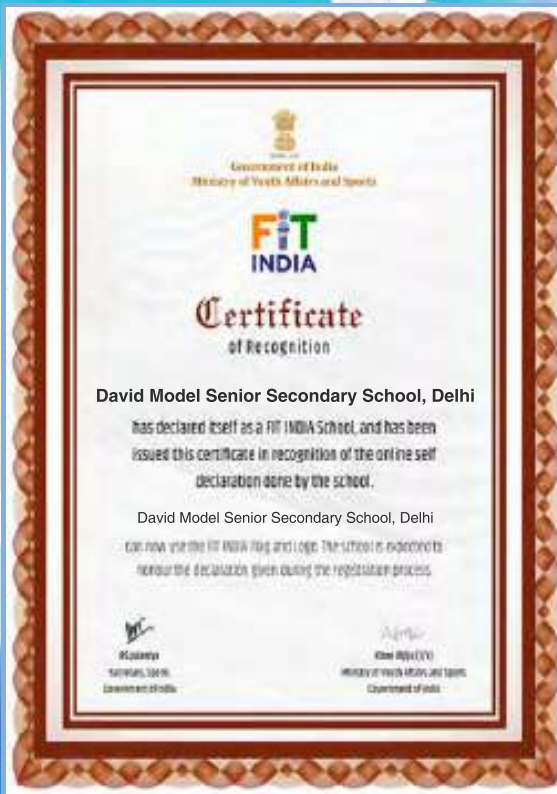 Government of India
Ministry of Youth Affairs and Sports
FiT
INDIA
Certificate
of Recognition
David Model Senior Secondary School, Delhi
has declared itself as a FIT INDIA School, and has been
issued this certificate in recognition of the online self
declaration done by the school.
David Model Senior Secondary School, Delhi
can now use the FIT INDIA Flag and Logo. The school is expected to
honour the declaration given during the registration process
Secretary, Sports
Government of India
Ministry of Youth Affairs and Sports
Government of India